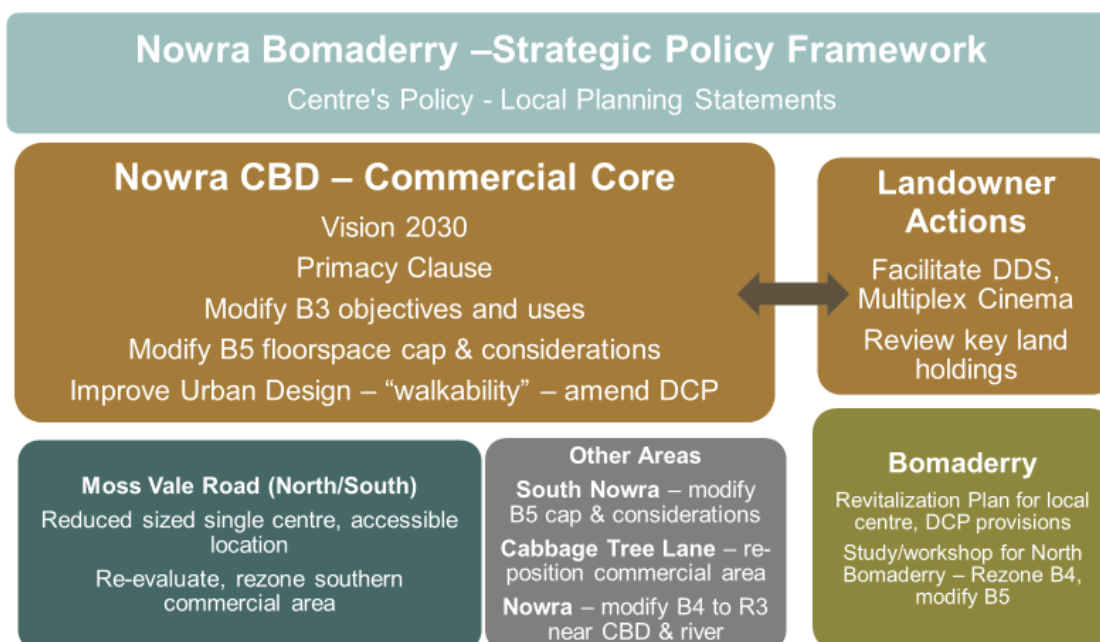 Nowra Bomaderry –Strategic Policy Framework
Centre's Policy - Local Planning Statements
Nowra CBD – Commercial Core
Vision 2030
Primacy Clause
Modify B3 objectives and uses
Modify B5 floorspace cap & considerations
Improve Urban Design – “walkability” – amend DCP
Landowner
Actions
Facilitate DDS,
Multiplex Cinema
Review key land
holdings
Moss Vale Road (North/South)
Reduced sized single centre, accessible
location
Re-evaluate, rezone southern
commercial area
Other Areas
South Nowra – modify
B5 cap & considerations
Cabbage Tree Lane – re-
position commercial area
Nowra – modify B4 to R3
near CBD & river
Bomaderry
Revitalization Plan for local
centre, DCP provisions
Study/workshop for North
Bomaderry – Rezone B4,
modify B5